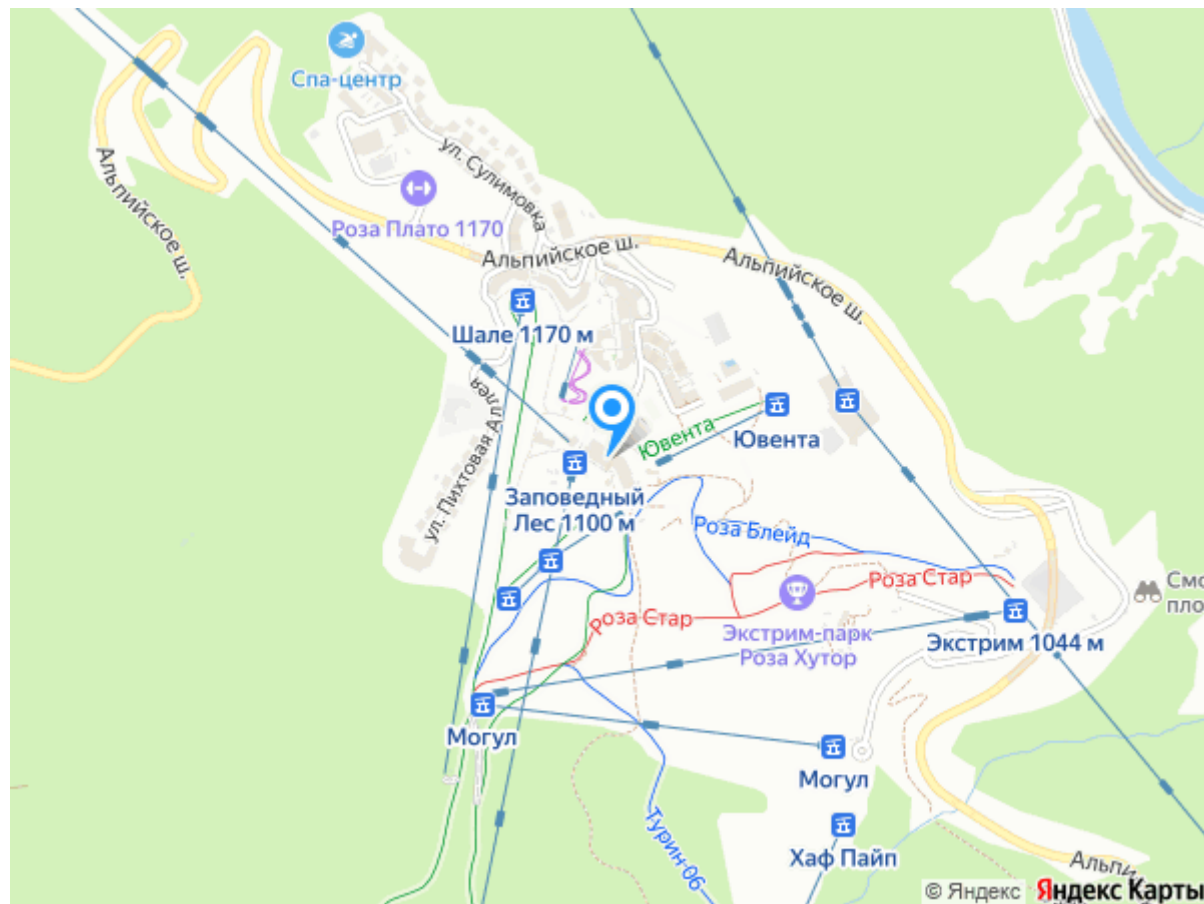 Спа-центр
ул. Сулимовка
Альпийское ш.
Роза Плато 1170
Альпийское ш.
Альпийское ш.
Шале 1170 м
ул. Пихтовая Аллея
Ювента
Ювента
Заповедный
Лес 1100 м
Роза Блейд
Роза Стар
Роза Стар
Экстрим-парк
Роза Хутор
Смо
пло
Экстрим 1044 м
Могул
Могул
Турин-06
Хаф Пайп
Альпи
© Яндекс Яндекс Карты